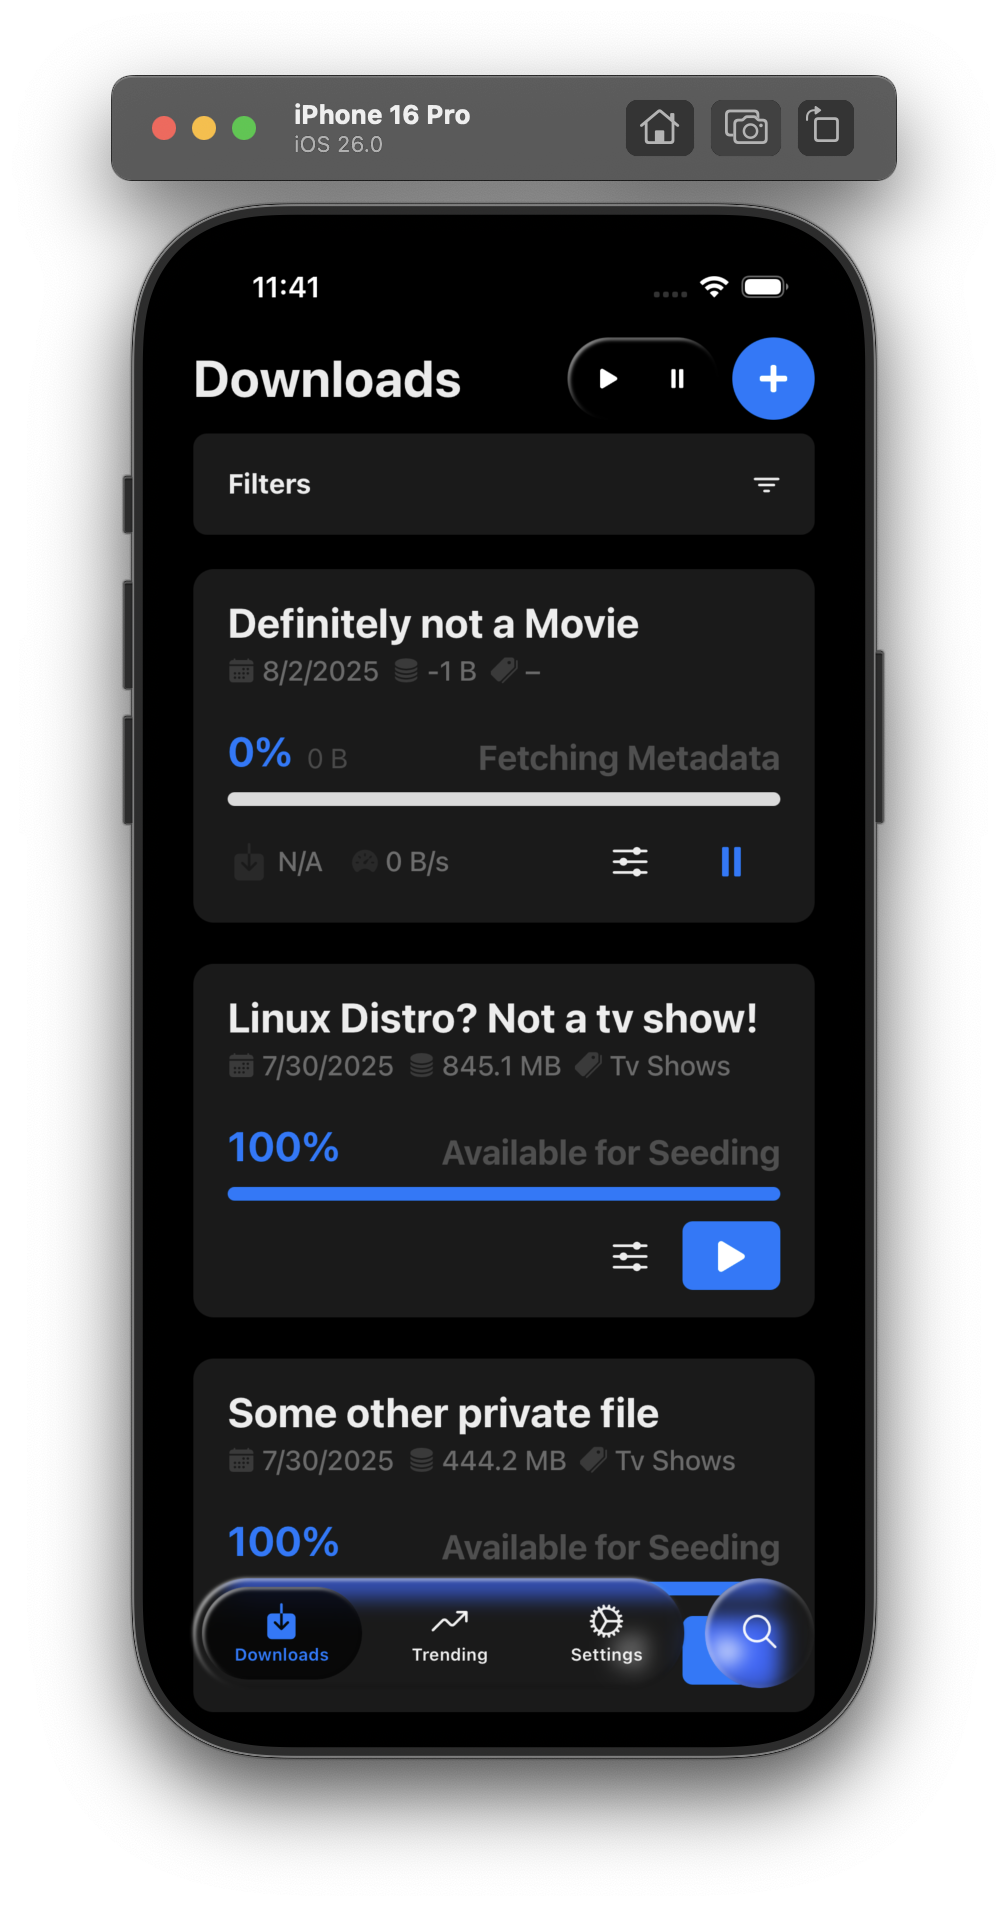 iPhone 16 Pro
iOS 26.0
11:41
Downloads
Filters
Definitely not a Movie
8/2/2025 -1 B –
0% 0 B Fetching Metadata
N/A 0 B/s
Linux Distro? Not a tv show!
7/30/2025 845.1 MB Tv Shows
100% Available for Seeding
Some other private file
7/30/2025 444.2 MB Tv Shows
100% Available for Seeding
Downloads Trending Settings